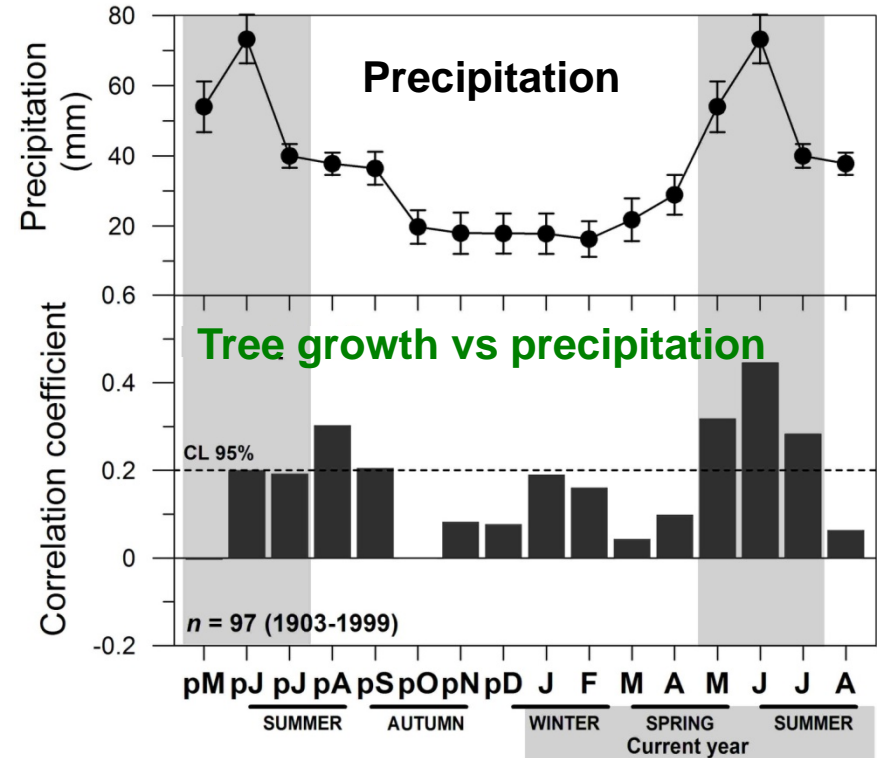 Precipitation
(mm)
80
60
40
20
Precipitation
Correlation coefficient
0.6
0.4
0.2
0
-0.2
Tree growth vs precipitation
CL 95%
n = 97 (1903-1999)
pM pJ pJ pA pS pO pN pD J F M A M J J A
SUMMER AUTUMN WINTER SPRING SUMMER
Current year